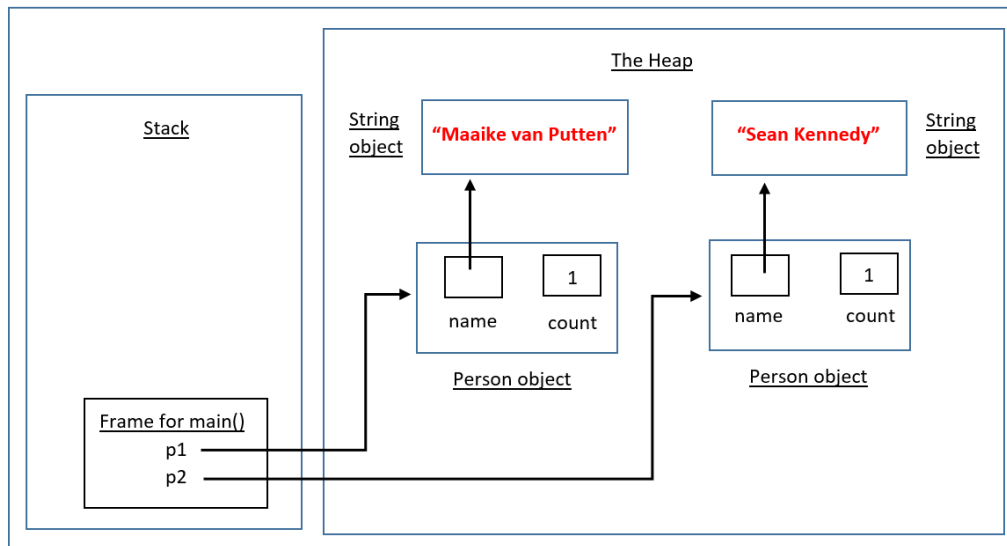 The Heap
Stack
String
object
“Maaike van Putten”
“Sean Kennedy”
String
object
1
name
count
1
name
count
Person object
Person object
Frame for main()
p1
p2